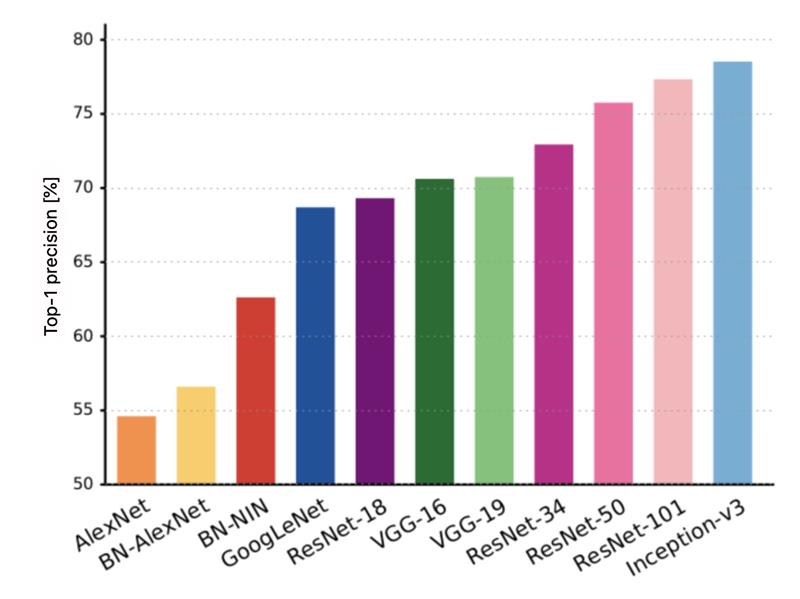 Top-1 precision [%]
80
75
70
65
60
55
50
AlexNet
BN-AlexNet
BN-NIN
GoogLeNet
ResNet-18
VGG-16
VGG-19
ResNet-34
ResNet-50
ResNet-101
Inception-v3